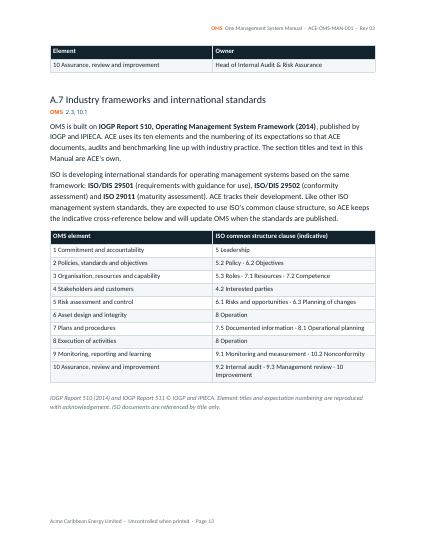 OMS One Management System Manual - ACE-OMS-MAN-001 - Rev 03
Element Owner
10 Assurance, review and improvement Head of Internal Audit & Risk Assurance
A.7 Industry frameworks and international standards
OMS 2.3, 10.1
OMS is built on IOGP Report 510, Operating Management System Framework (2014), published by
IOGP and IPIECA. ACE uses its ten elements and the numbering of its expectations so that ACE
documents, audits and benchmarking line up with industry practice. The section titles and text in this
Manual are ACE's own.
ISO is developing international standards for operating management systems based on the same
framework: ISO/DIS 29501 (requirements with guidance for use), ISO/DIS 29502 (conformity
assessment) and ISO 29011 (maturity assessment). ACE tracks their development. Like other ISO
management system standards, they are expected to use ISO's common clause structure, so ACE keeps
the indicative cross-reference below and will update OMS when the standards are published.
OMS element ISO common structure clause (indicative)
1 Commitment and accountability 5 Leadership
2 Policies, standards and objectives 5.2 Policy · 6.2 Objectives
3 Organisation, resources and capability 5.3 Roles · 7.1 Resources · 7.2 Competence
4 Stakeholders and customers 4.2 Interested parties
5 Risk assessment and control 6.1 Risks and opportunities · 6.3 Planning of changes
6 Asset design and integrity 8 Operation
7 Plans and procedures 7.5 Documented information · 8.1 Operational planning
8 Execution of activities 8 Operation
9 Monitoring, reporting and learning 9.1 Monitoring and measurement · 10.2 Nonconformity
10 Assurance, review and improvement 9.2 Internal audit · 9.3 Management review · 10
Improvement
IOGP Report 510 (2014) and IOGP Report 511 © IOGP and IPIECA. Element titles and expectation numbering are reproduced
with acknowledgement. ISO documents are referenced by title only.
Acme Caribbean Energy Limited - Uncontrolled when printed - Page 13